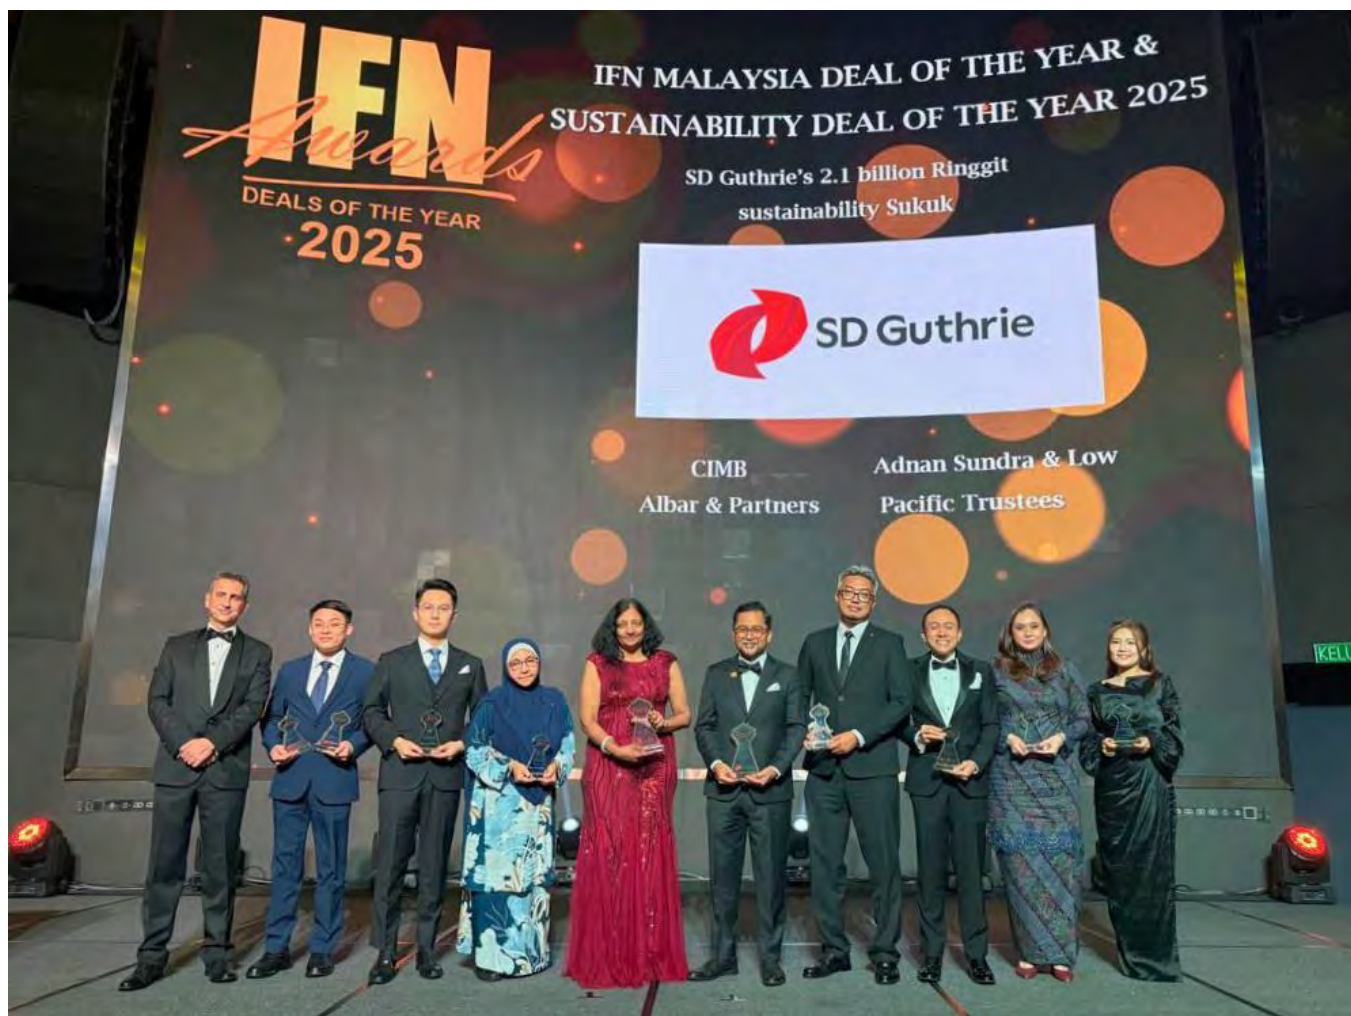 IFN
Awards
DEALS OF THE YEAR
2025
IFN MALAYSIA DEAL OF THE YEAR &
SUSTAINABILITY DEAL OF THE YEAR 2025
SD Guthrie's 2.1 billion Ringgit
sustainability Sukuk
SD Guthrie
CIMB
Adnan Sundra & Low
Albar & Partners
Pacific Trustees